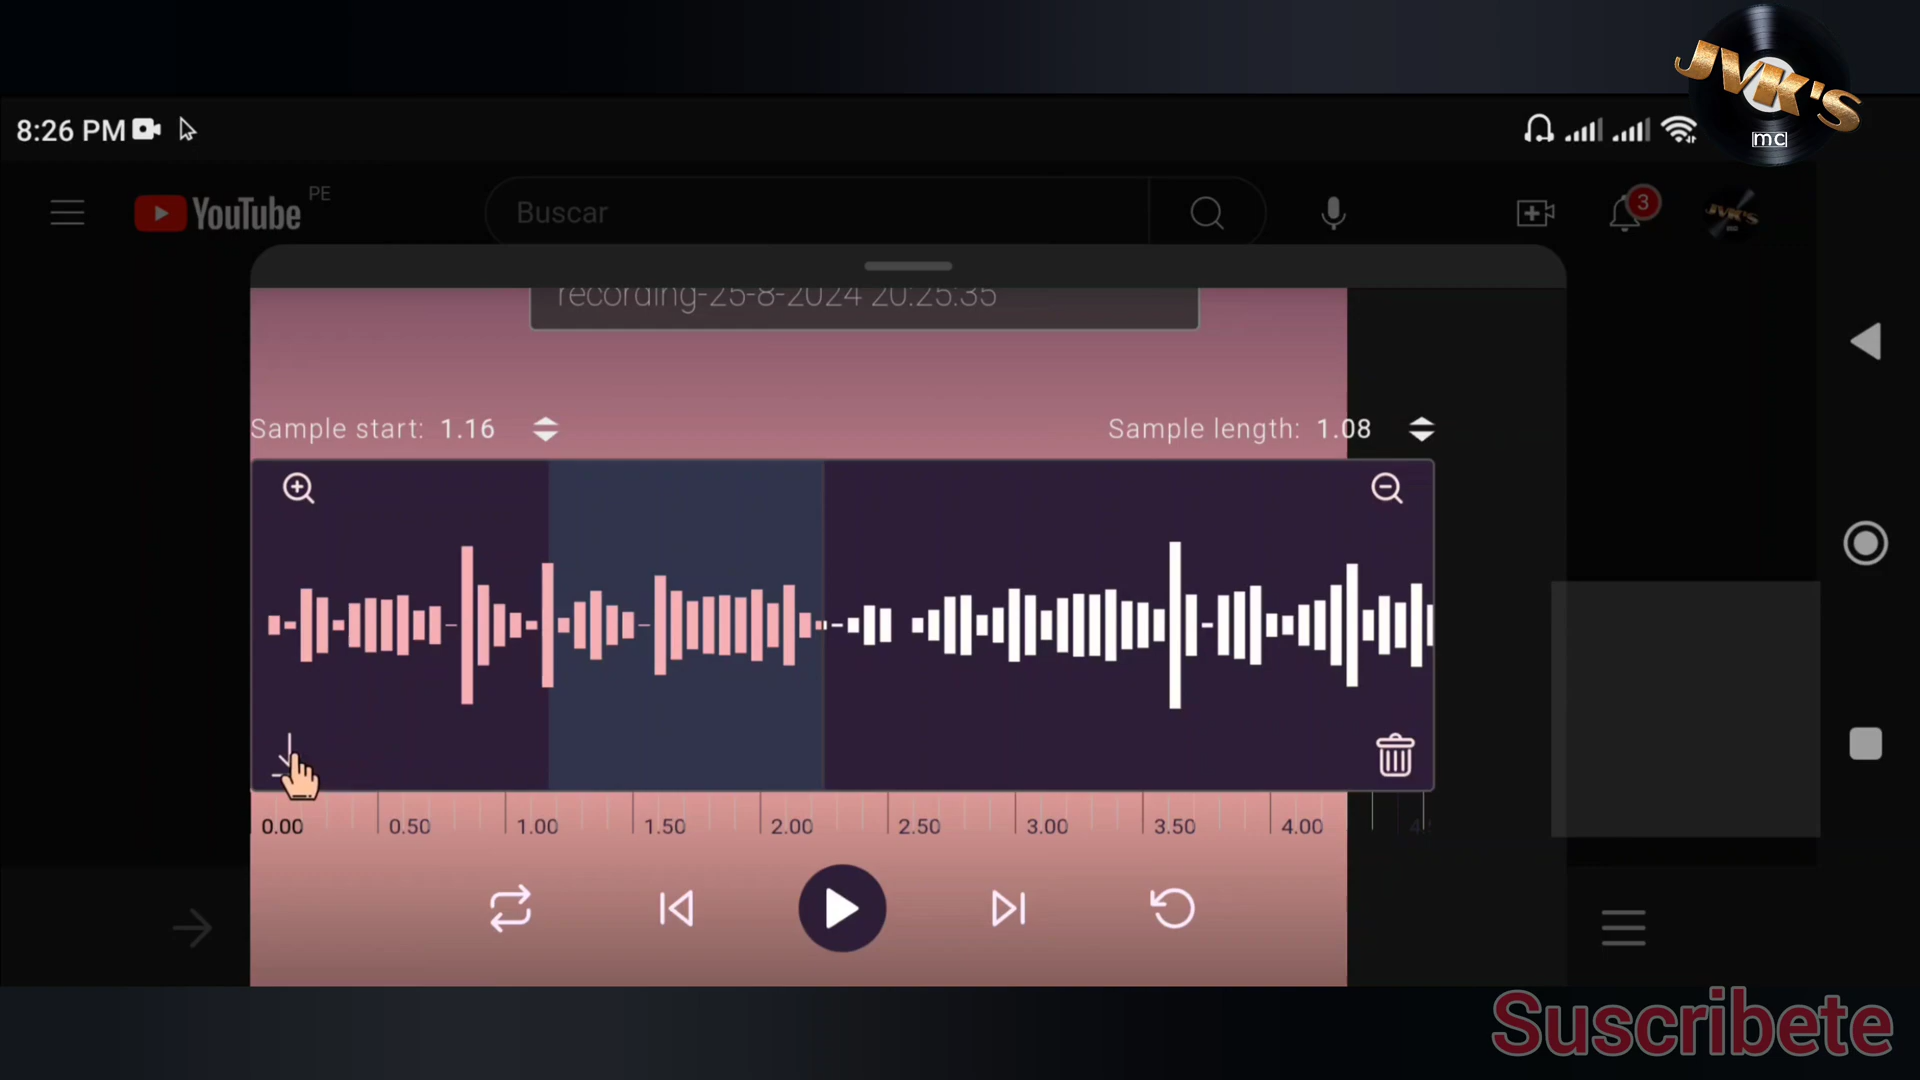 JVK'S
mc
8:26 PM
YouTube PE
Buscar
3
JVK'S
recording-25-8-2024 20:25:35
Sample start: 1.16
Sample length: 1.08
0.00 0.50 1.00 1.50 2.00 2.50 3.00 3.50 4.00
Suscribete